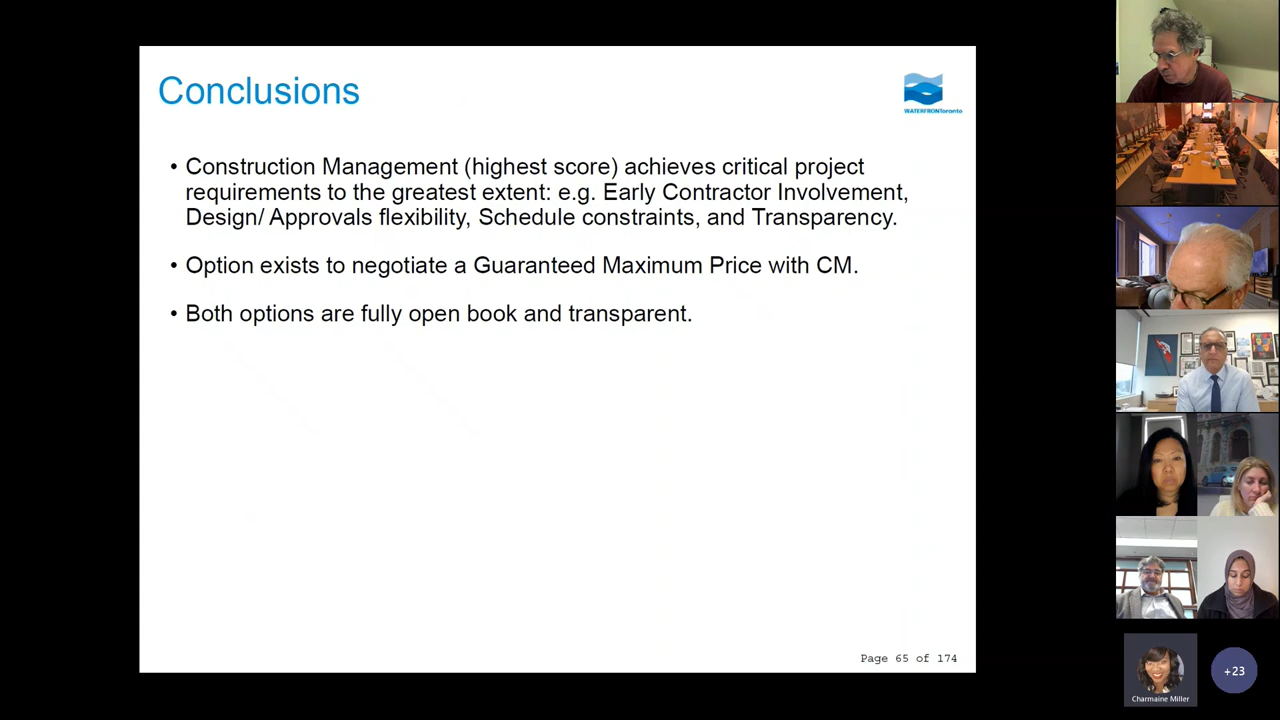 Conclusions
WATERFRONToronto
• Construction Management (highest score) achieves critical project
requirements to the greatest extent: e.g. Early Contractor Involvement,
Design/ Approvals flexibility, Schedule constraints, and Transparency.
• Option exists to negotiate a Guaranteed Maximum Price with CM.
• Both options are fully open book and transparent.
Page 65 of 174
Charmaine Miller
+23